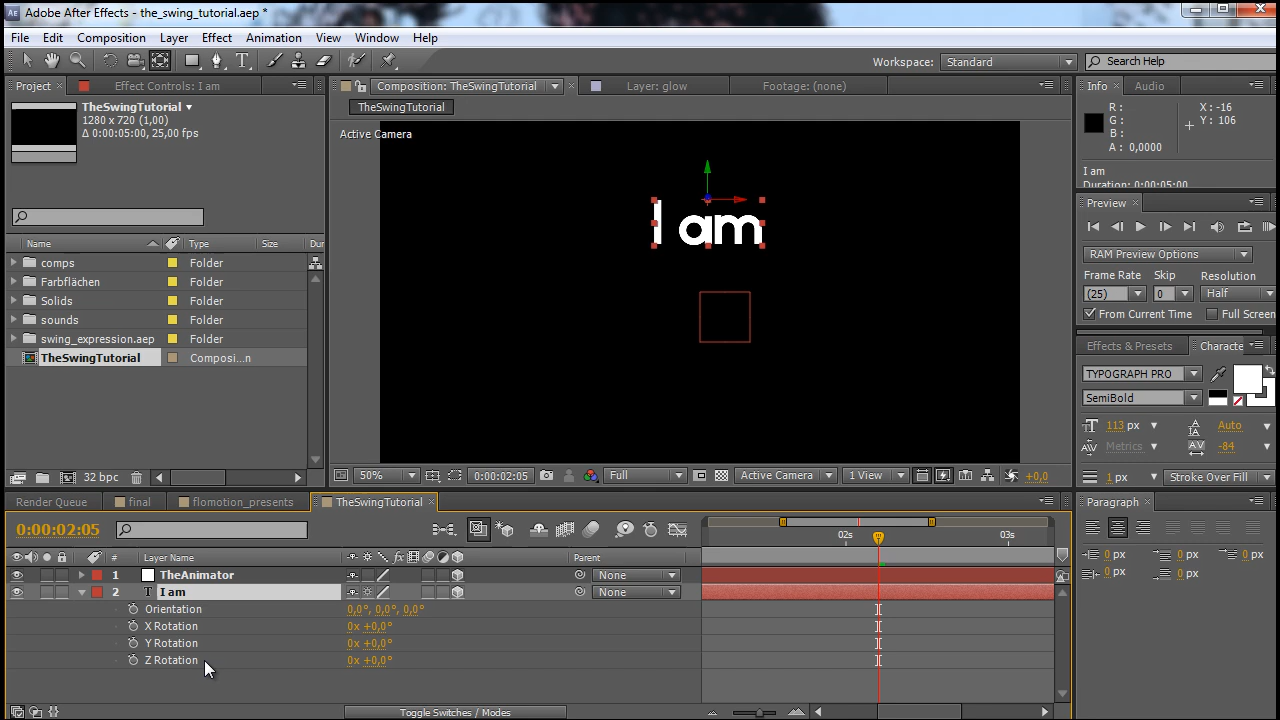 Adobe After Effects - the_swing_tutorial.aep *
File Edit Composition Layer Effect Animation View Window Help
Workspace: Standard Search Help
Project Effect Controls: I am
Composition: TheSwingTutorial Layer: glow Footage: (none)
Info Audio
TheSwingTutorial
1280 x 720 (1,00)
Δ 0:00:05:00, 25,00 fps
TheSwingTutorial
Active Camera
I am
R :
G :
B :
A : 0,0000
X : -16
Y : 106
I am
Duration: 0:00:05:00
Preview
RAM Preview Options
Frame Rate Skip Resolution
(25) 0 Half
From Current Time Full Screen
Name Type Size Du
comps Folder
Farbflächen Folder
Solids Folder
sounds Folder
swing_expression.aep Folder
TheSwingTutorial Composi...n
Effects & Presets Characte
TYPOGRAPH PRO
SemiBold
113 px Auto
Metrics -84
1 px Stroke Over Fill
32 bpc
50% 0:00:02:05 Full Active Camera 1 View +0,0
Render Queue final flomotion_presents TheSwingTutorial
Paragraph
0 px 0 px 0 px
0 px 0 px
0:00:02:05
02s 03s
# Layer Name fx Parent
1 TheAnimator None
2 T I am None
Orientation 0,0°, 0,0°, 0,0°
X Rotation 0x +0,0°
Y Rotation 0x +0,0°
Z Rotation 0x +0,0°
Toggle Switches / Modes